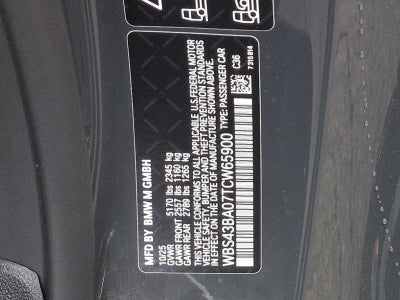 MFD BY BMW M GMBH
10/25
GVWR 5170 lbs 2345 kg
GAWR FRONT 2557 lbs 1160 kg
GAWR REAR 2789 lbs 1265 kg
THIS VEHICLE CONFORMS TO ALL APPLICABLE U.S. FEDERAL MOTOR
VEHICLE SAFETY, BUMPER AND THEFT PREVENTION STANDARDS
IN EFFECT ON THE DATE OF MANUFACTURE SHOWN ABOVE.
WBS43BA07TCW65900 TYPE: PASSENGER CAR
C36
7315814